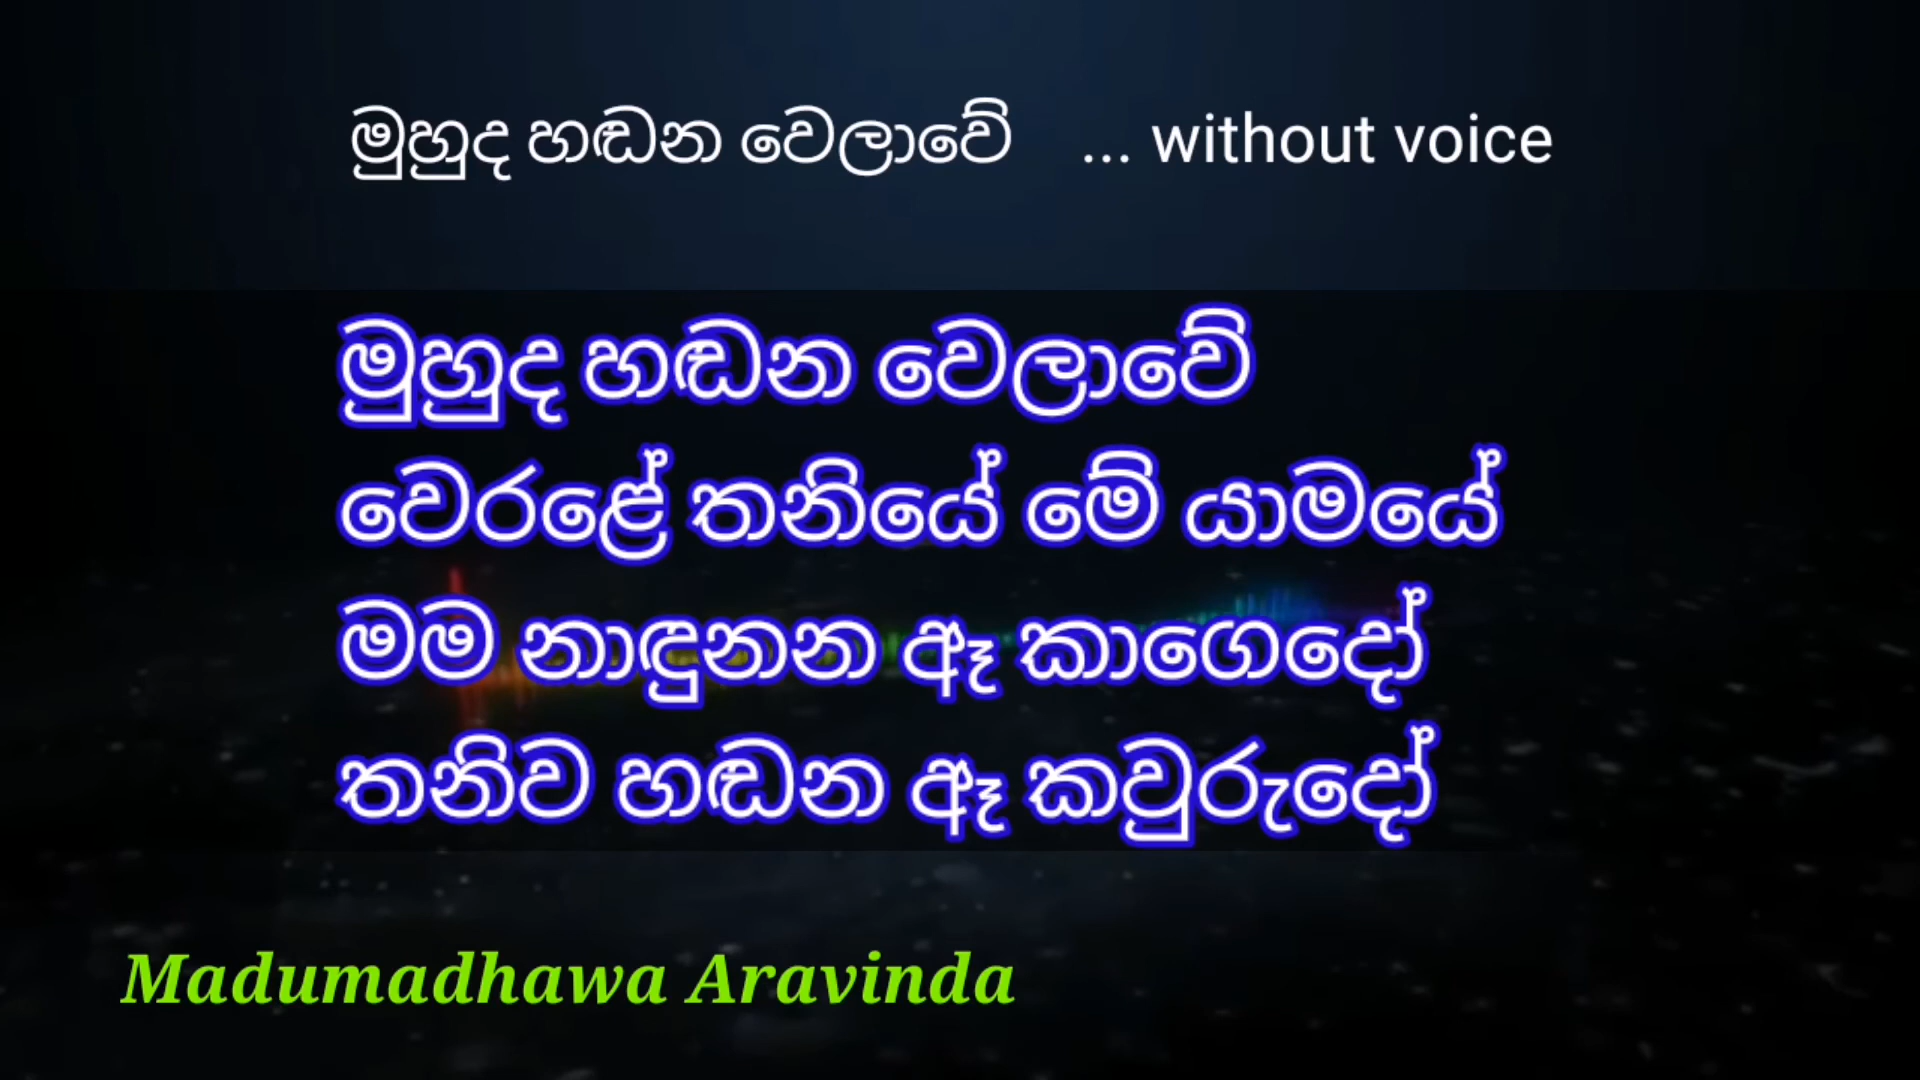 මුහුද හඬන වෙලාවේ ... without voice
මුහුද හඬන වෙලාවේ
වෙරළේ තනියේ මේ යාමයේ
මම නාඳුනන ඈ කාගෙදෝ
තනිව හඬන ඈ කවුරුදෝ
Madumadhawa Aravinda